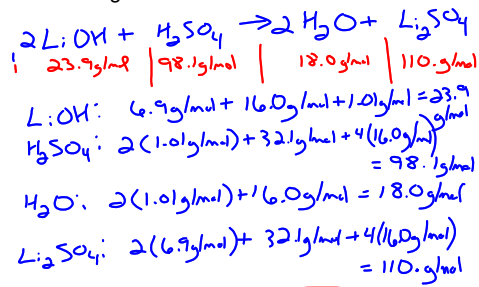 2LiOH + H₂SO₄ → 2H₂O + Li₂SO₄
23.9g/mol | 98.1g/mol | 18.0g/mol | 110.g/mol
LiOH: 6.9g/mol + 16.0g/mol + 1.01g/mol = 23.9 g/mol
H₂SO₄: 2(1.01g/mol) + 32.1g/mol + 4(16.0g/mol)
= 98.1g/mol
H₂O: 2(1.01g/mol) + 16.0g/mol = 18.0g/mol
Li₂SO₄: 2(6.9g/mol) + 32.1g/mol + 4(16.0g/mol)
= 110.g/mol